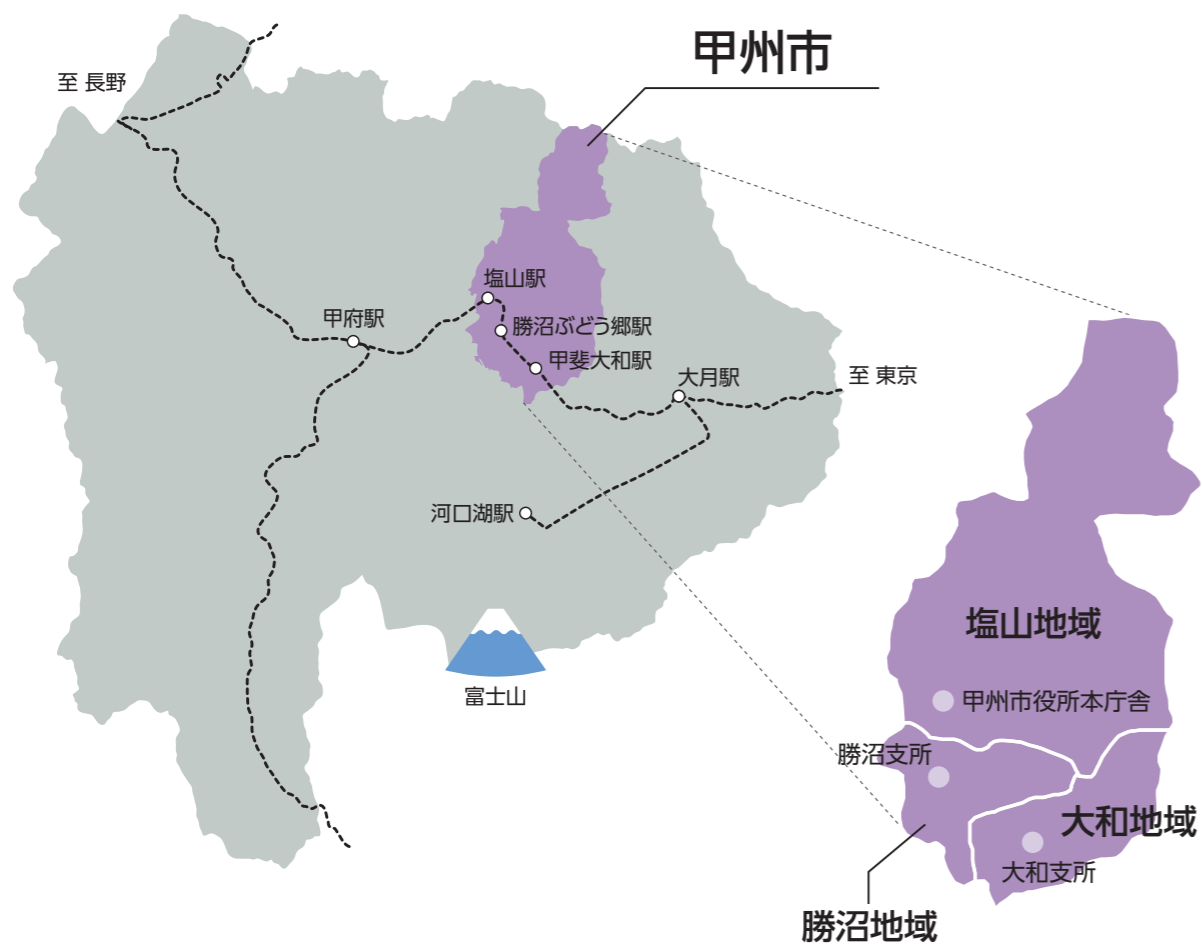 甲州市
至 長野
塩山駅
甲府駅
勝沼ぶどう郷駅
甲斐大和駅
大月駅
至 東京
河口湖駅
富士山
塩山地域
甲州市役所本庁舎
勝沼支所
大和地域
大和支所
勝沼地域